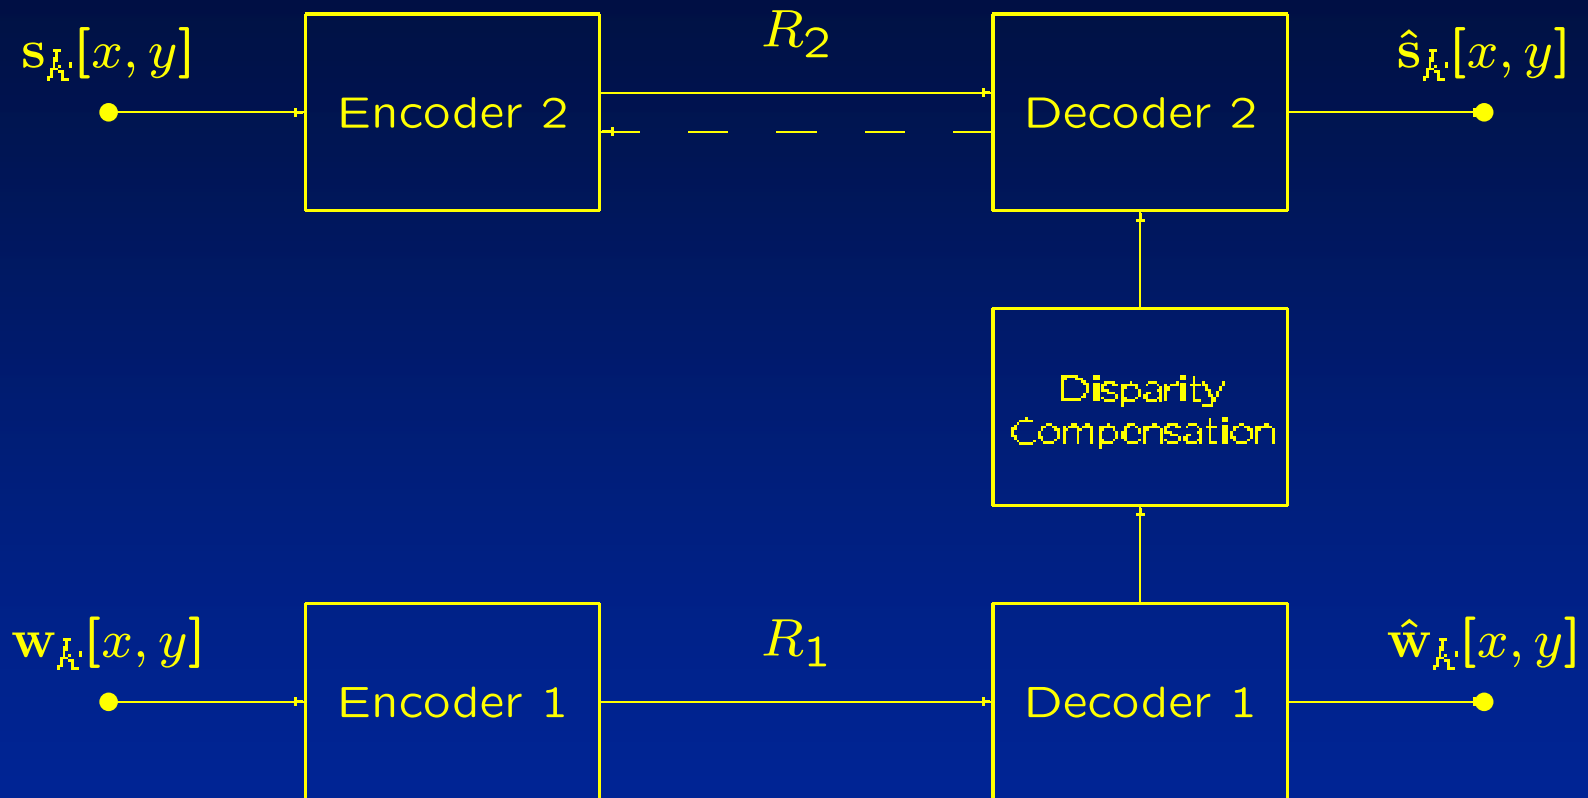 R₂
s[x, y]
ŝ[x, y]
Encoder 2
Decoder 2
Disparity
Compensation
R₁
w[x, y]
ŵ[x, y]
Encoder 1
Decoder 1